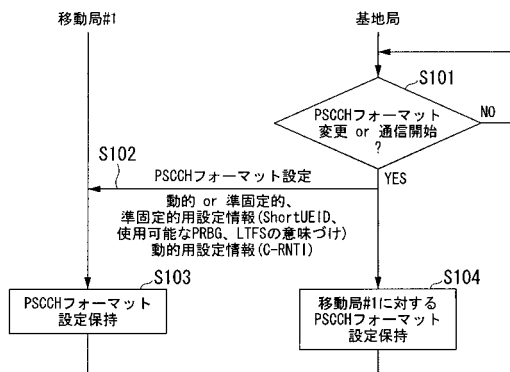 移動局#1
基地局
S101
PSCCHフォーマット
変更 or 通信開始
?
NO
YES
S102
PSCCHフォーマット設定
動的 or 準固定的、
準固定的用設定情報(ShortUEID、
使用可能なPRBG、LTFSの意味づけ)
動的用設定情報(C-RNTI)
S103
PSCCHフォーマット
設定保持
S104
移動局#1に対する
PSCCHフォーマット
設定保持